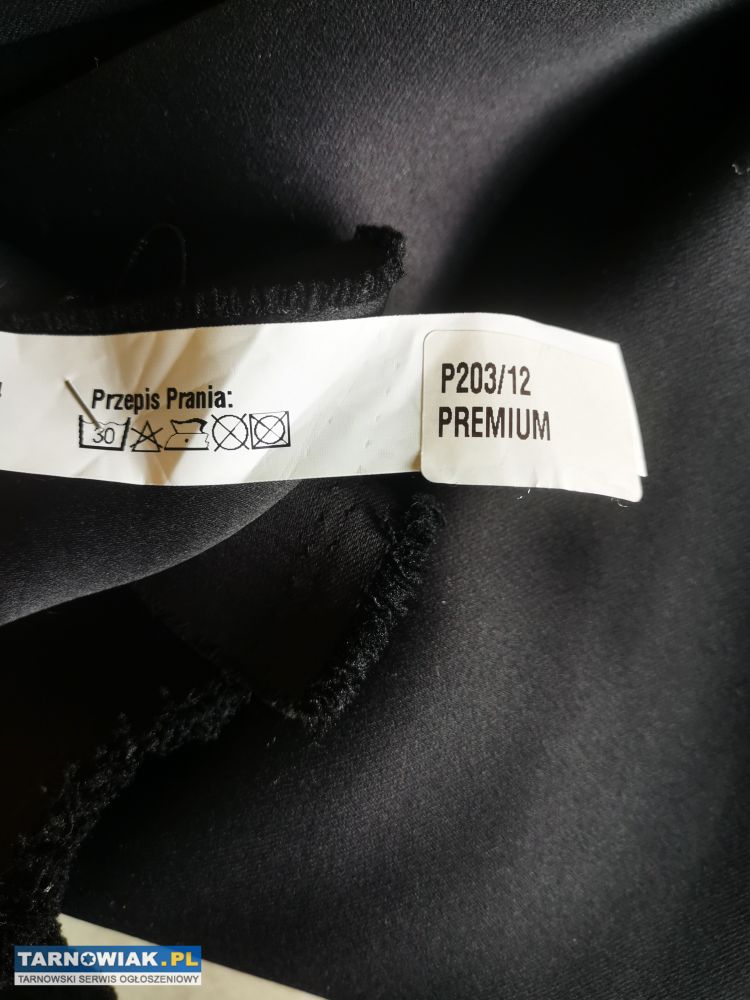 Przepis Prania:
30
P203/12
PREMIUM
TARNOWIAK.PL
TARNOWSKI SERWIS OGŁOSZENIOWY